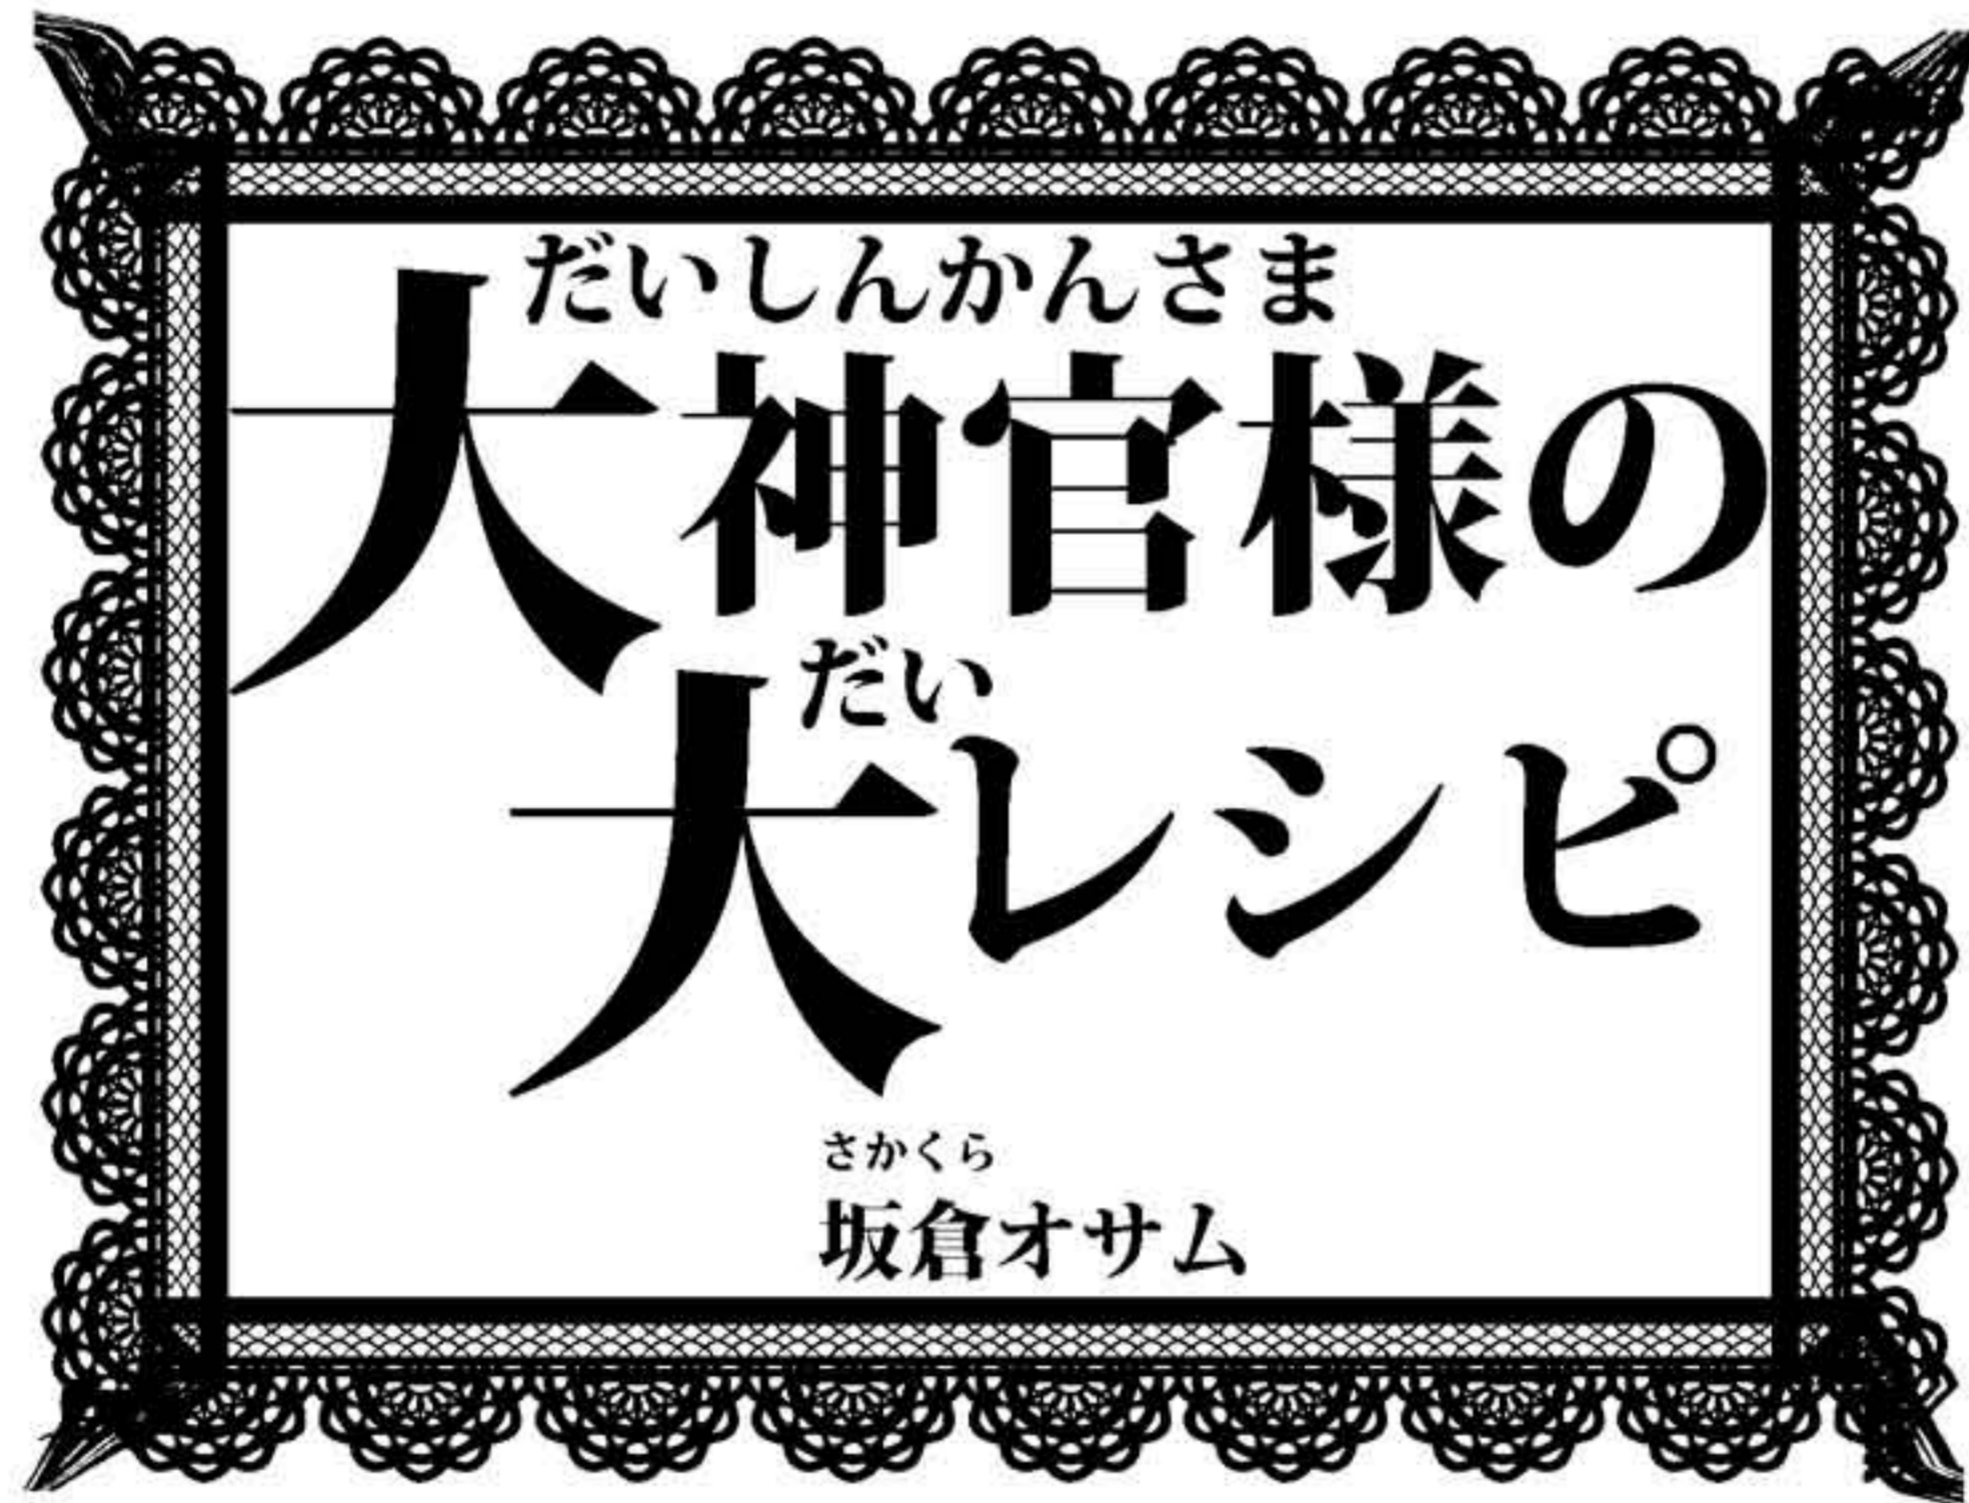 だいしんかんさま
大神官様の
だい
大レシピ
さかくら
坂倉オサム